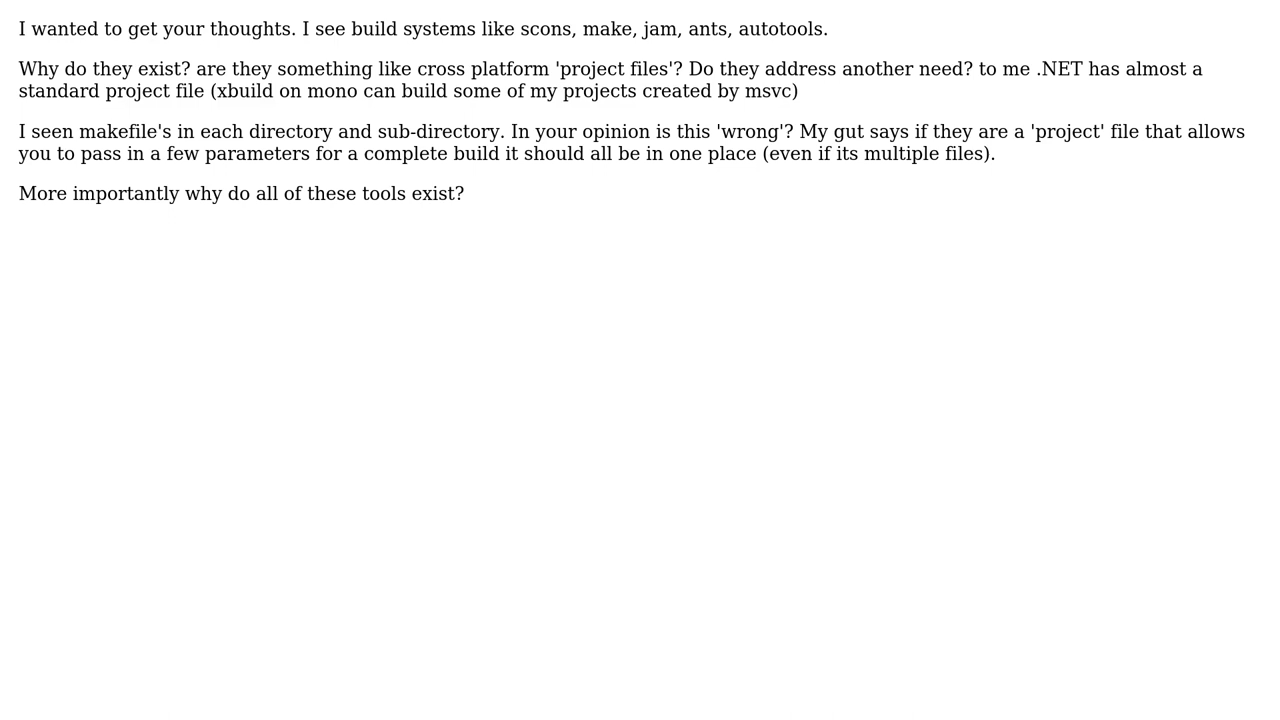 I wanted to get your thoughts. I see build systems like scons, make, jam, ants, autotools.
Why do they exist? are they something like cross platform 'project files'? Do they address another need? to me .NET has almost a
standard project file (xbuild on mono can build some of my projects created by msvc)
I seen makefile's in each directory and sub-directory. In your opinion is this 'wrong'? My gut says if they are a 'project' file that allows
you to pass in a few parameters for a complete build it should all be in one place (even if its multiple files).
More importantly why do all of these tools exist?